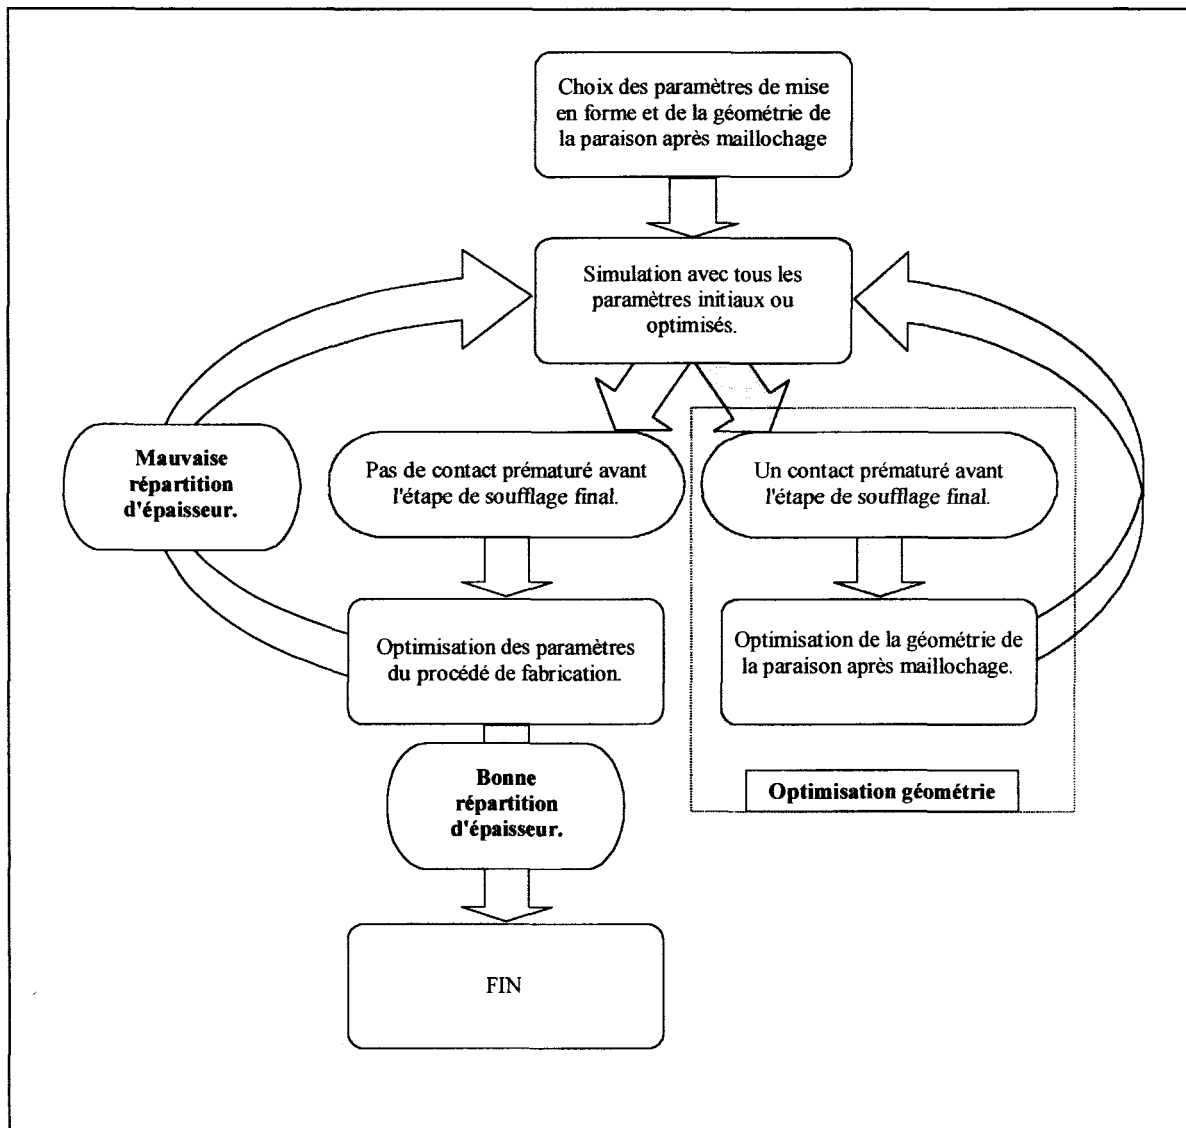 Choix des paramètres de mise
en forme et de la géométrie de
la paraison après maillochage
Simulation avec tous les
paramètres initiaux ou
optimisés.
Mauvaise
répartition
d'épaisseur.
Pas de contact prématuré avant
l'étape de soufflage final.
Un contact prématuré avant
l'étape de soufflage final.
Optimisation des paramètres
du procédé de fabrication.
Optimisation de la géométrie de
la paraison après maillochage.
Bonne
répartition
d'épaisseur.
Optimisation géométrie
FIN